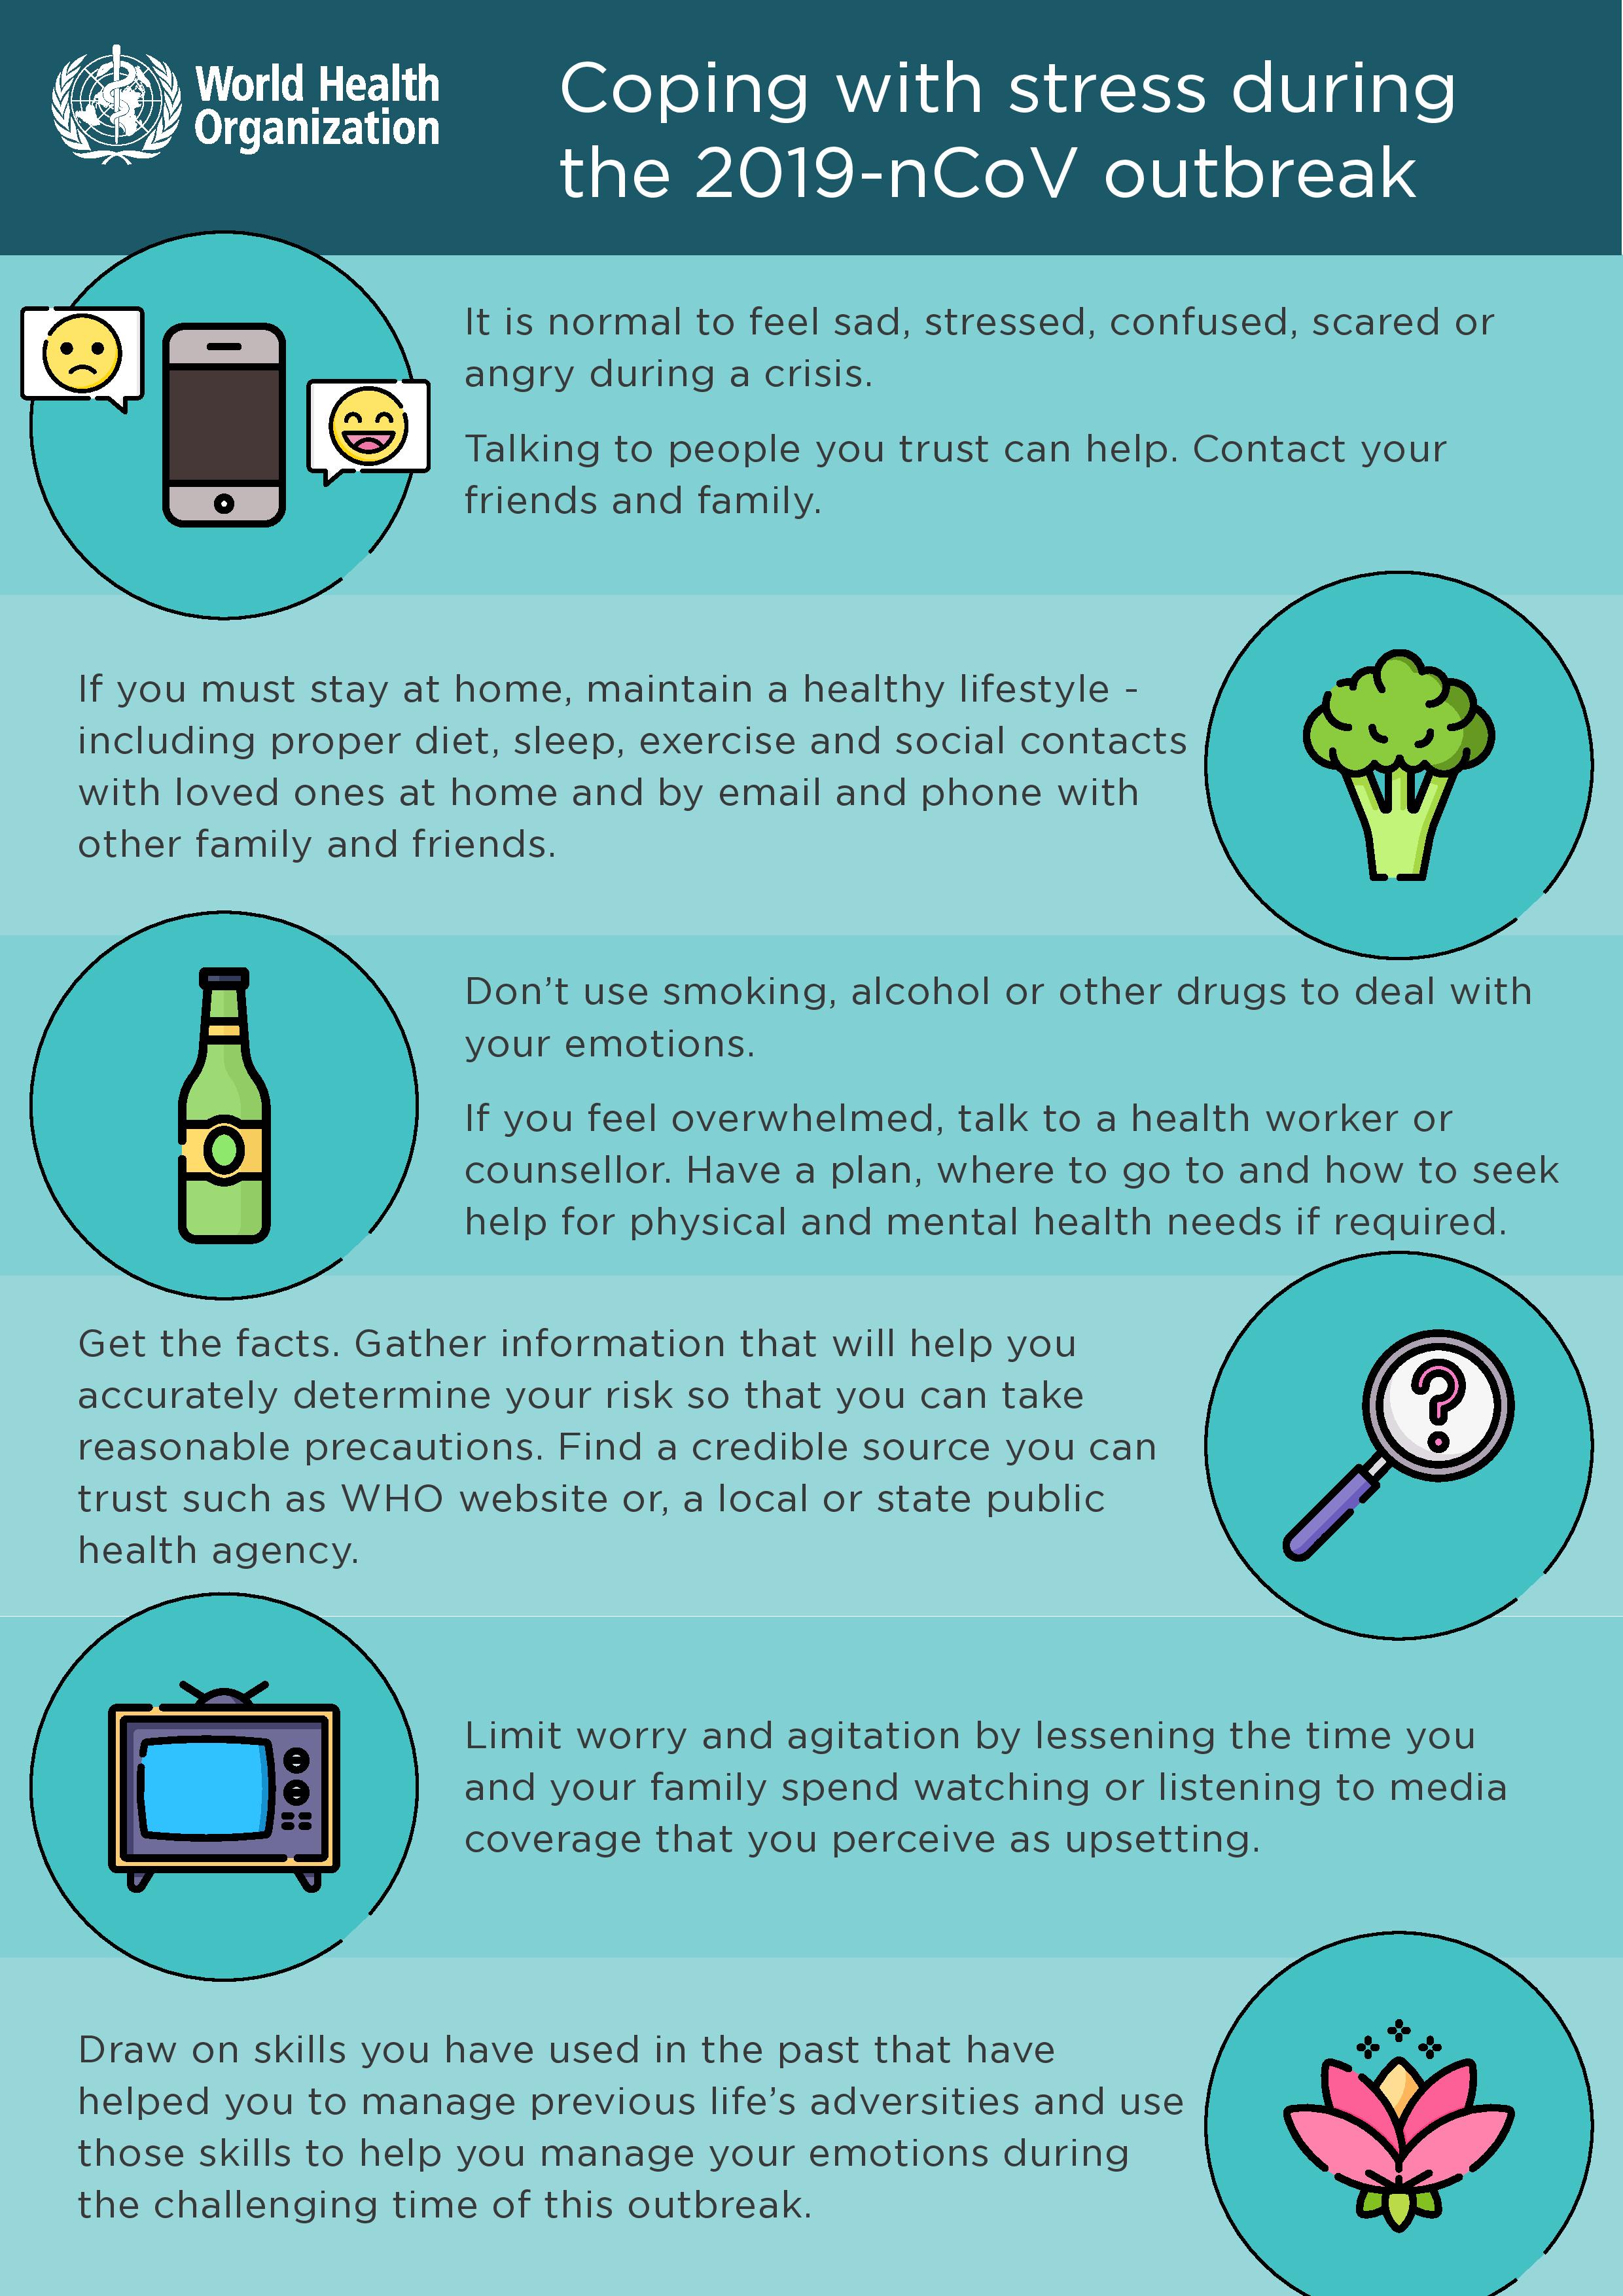 World Health
Organization
Coping with stress during
the 2019-nCoV outbreak
It is normal to feel sad, stressed, confused, scared or
angry during a crisis.
Talking to people you trust can help. Contact your
friends and family.
If you must stay at home, maintain a healthy lifestyle -
including proper diet, sleep, exercise and social contacts
with loved ones at home and by email and phone with
other family and friends.
Don’t use smoking, alcohol or other drugs to deal with
your emotions.
If you feel overwhelmed, talk to a health worker or
counsellor. Have a plan, where to go to and how to seek
help for physical and mental health needs if required.
Get the facts. Gather information that will help you
accurately determine your risk so that you can take
reasonable precautions. Find a credible source you can
trust such as WHO website or, a local or state public
health agency.
?
Limit worry and agitation by lessening the time you
and your family spend watching or listening to media
coverage that you perceive as upsetting.
Draw on skills you have used in the past that have
helped you to manage previous life’s adversities and use
those skills to help you manage your emotions during
the challenging time of this outbreak.